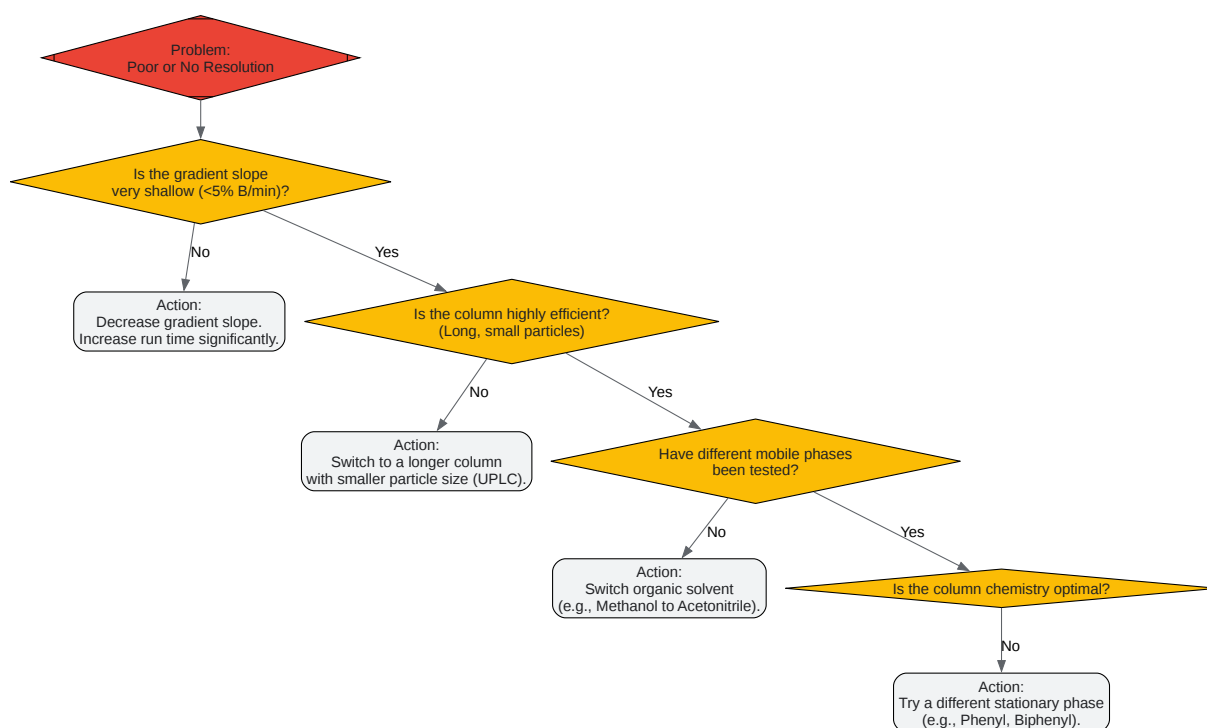 Problem:
Poor or No Resolution
Is the gradient slope
very shallow (<5% B/min)?
No
Yes
Action:
Decrease gradient slope.
Increase run time significantly.
Is the column highly efficient?
(Long, small particles)
No
Yes
Action:
Switch to a longer column
with smaller particle size (UPLC).
Have different mobile phases
been tested?
No
Yes
Action:
Switch organic solvent
(e.g., Methanol to Acetonitrile).
Is the column chemistry optimal?
No
Action:
Try a different stationary phase
(e.g., Phenyl, Biphenyl).